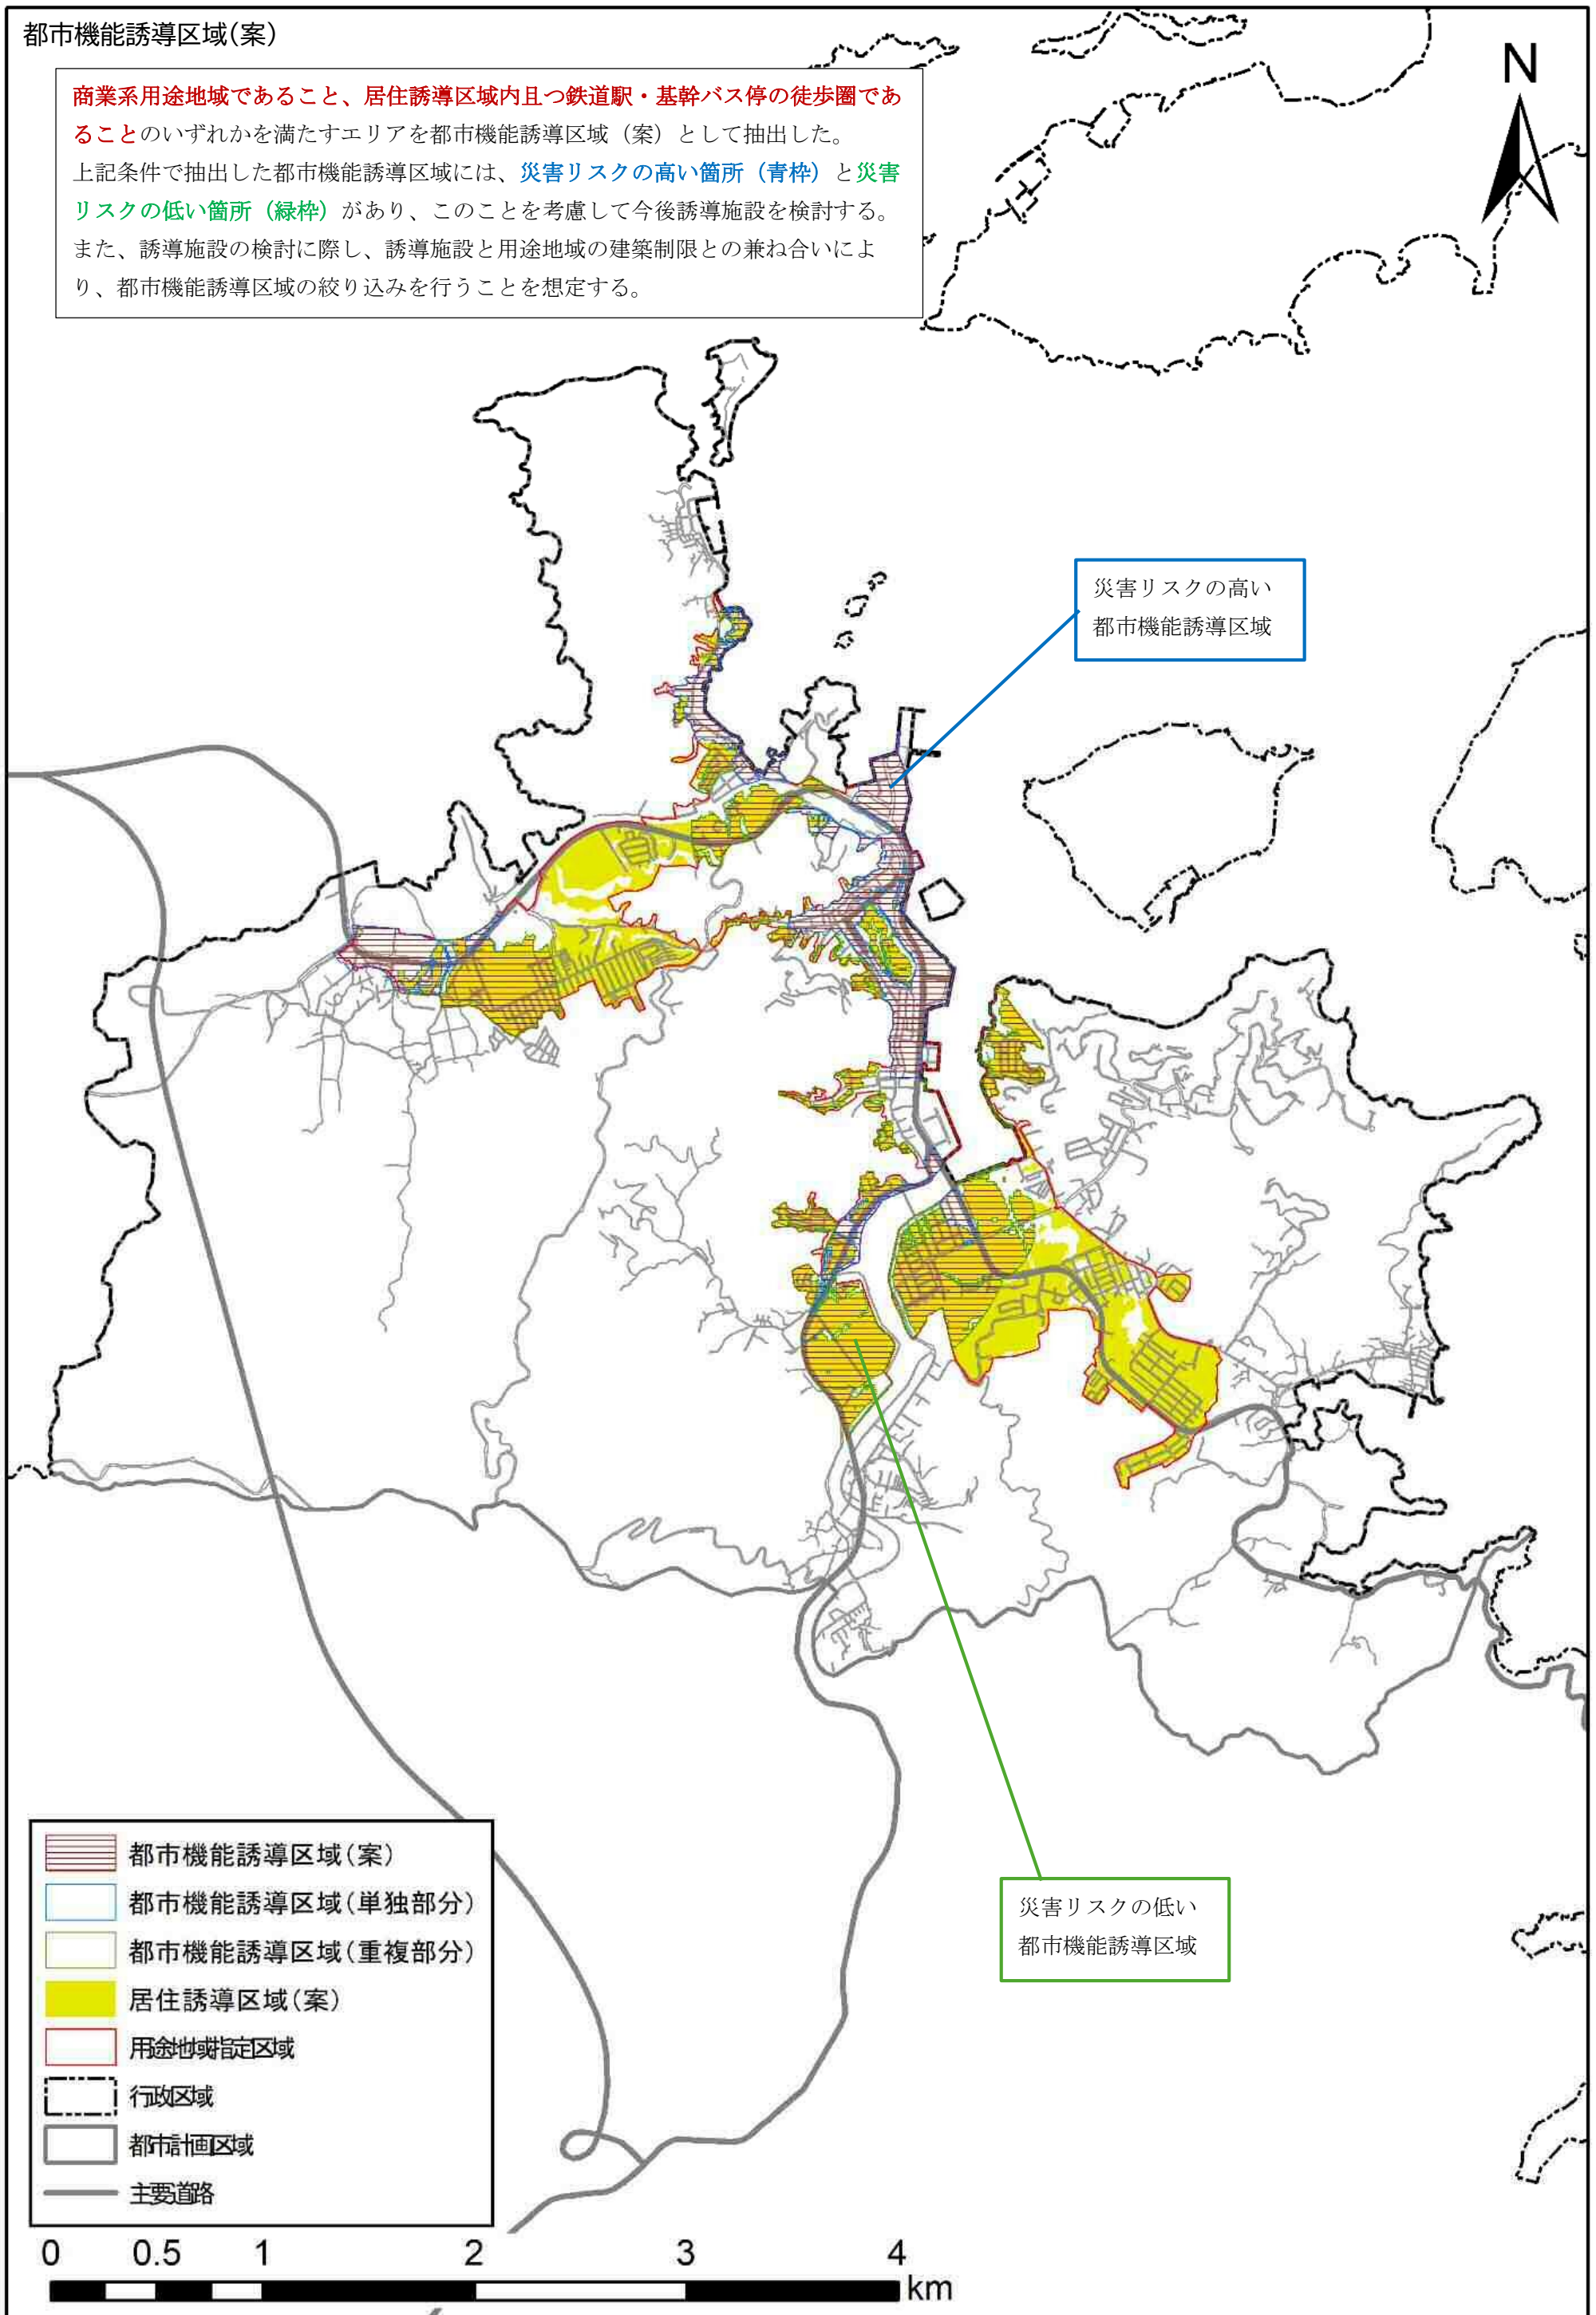 都市機能誘導区域(案)
商業系用途地域であること、居住誘導区域内且つ鉄道駅・基幹バス停の徒歩圏であ
ることのいずれかを満たすエリアを都市機能誘導区域（案）として抽出した。
上記条件で抽出した都市機能誘導区域には、災害リスクの高い箇所（青枠）と災害
リスクの低い箇所（緑枠）があり、このことを考慮して今後誘導施設を検討する。
また、誘導施設の検討に際し、誘導施設と用途地域の建築制限との兼ね合いによ
り、都市機能誘導区域の絞り込みを行うことを想定する。
N
災害リスクの高い
都市機能誘導区域
災害リスクの低い
都市機能誘導区域
都市機能誘導区域(案)
都市機能誘導区域(単独部分)
都市機能誘導区域(重複部分)
居住誘導区域(案)
用途地域指定区域
行政区域
都市計画区域
主要道路
0 0.5 1 2 3 4
km